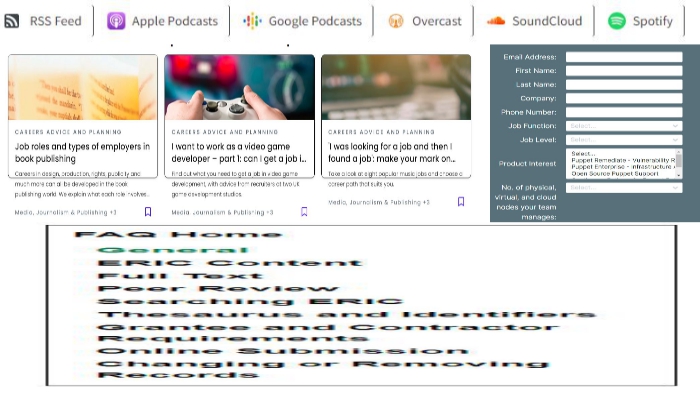 RSS Feed
Apple Podcasts
Google Podcasts
Overcast
SoundCloud
Spotify
CAREERS ADVICE AND PLANNING
Job roles and types of employers in
book publishing
Careers in design, production, rights, publicity and
much more can all be developed in the book
publishing world. We explain what each role involves.
Media, Journalism & Publishing +3
CAREERS ADVICE AND PLANNING
I want to work as a video game
developer – part 1: can I get a job i...
Find out what you need to get a job in video game
development, with advice from recruiters at two UK
game development studios.
Media, Journalism & Publishing +3
CAREERS ADVICE AND PLANNING
'I was looking for a job and then I
found a job': make your mark on...
Take a look at eight popular music jobs and choose a
career path that suits you.
Media, Journalism & Publishing +3
Email Address:
First Name:
Last Name:
Company:
Phone Number:
Job Function:
Select...
Job Level:
Select...
Product Interest
Select...
Puppet Remediate - Vulnerability R
Puppet Enterprise - Infrastructure
Open Source Puppet Support
No. of physical,
virtual, and cloud
nodes your team
manages:
Select...
FAQ Home
General
ERIC Content
Full Text
Peer Review
Searching ERIC
Thesaurus and Identifiers
Grantee and Contractor
Requirements
Online Submission
Changing or Removing
Records